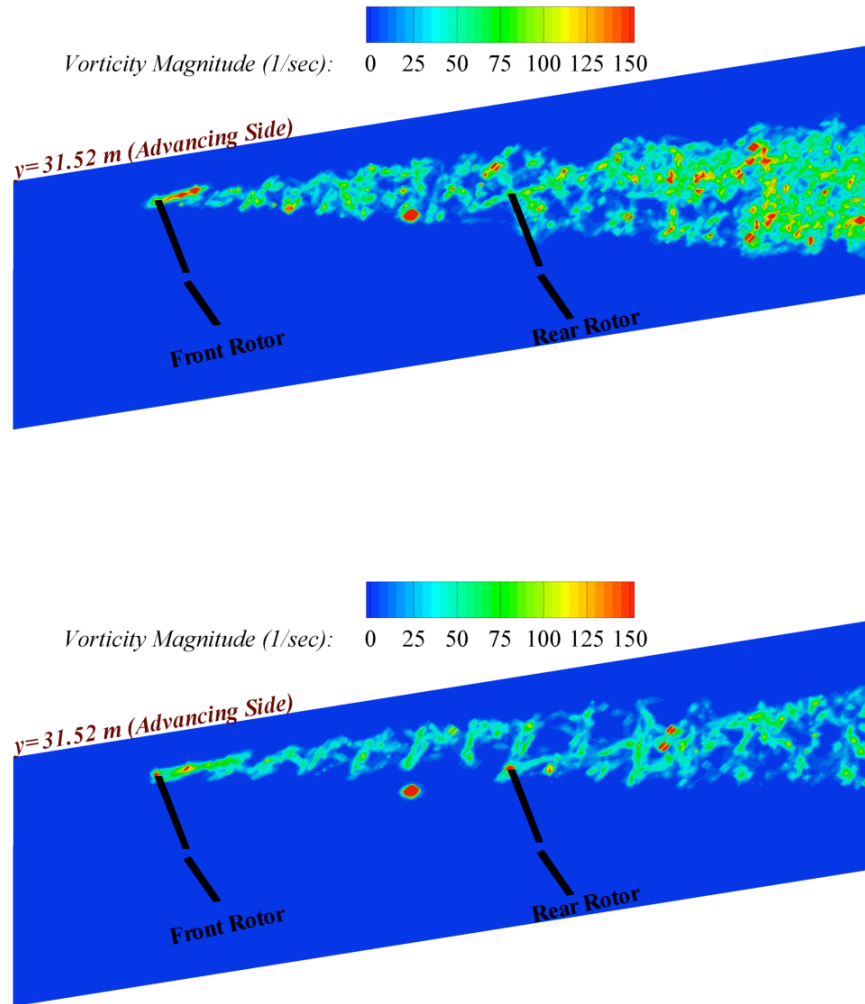 Vorticity Magnitude (1/sec): 0 25 50 75 100 125 150
y=31.52 m (Advancing Side)
Front Rotor
Rear Rotor
Vorticity Magnitude (1/sec): 0 25 50 75 100 125 150
y=31.52 m (Advancing Side)
Front Rotor
Rear Rotor